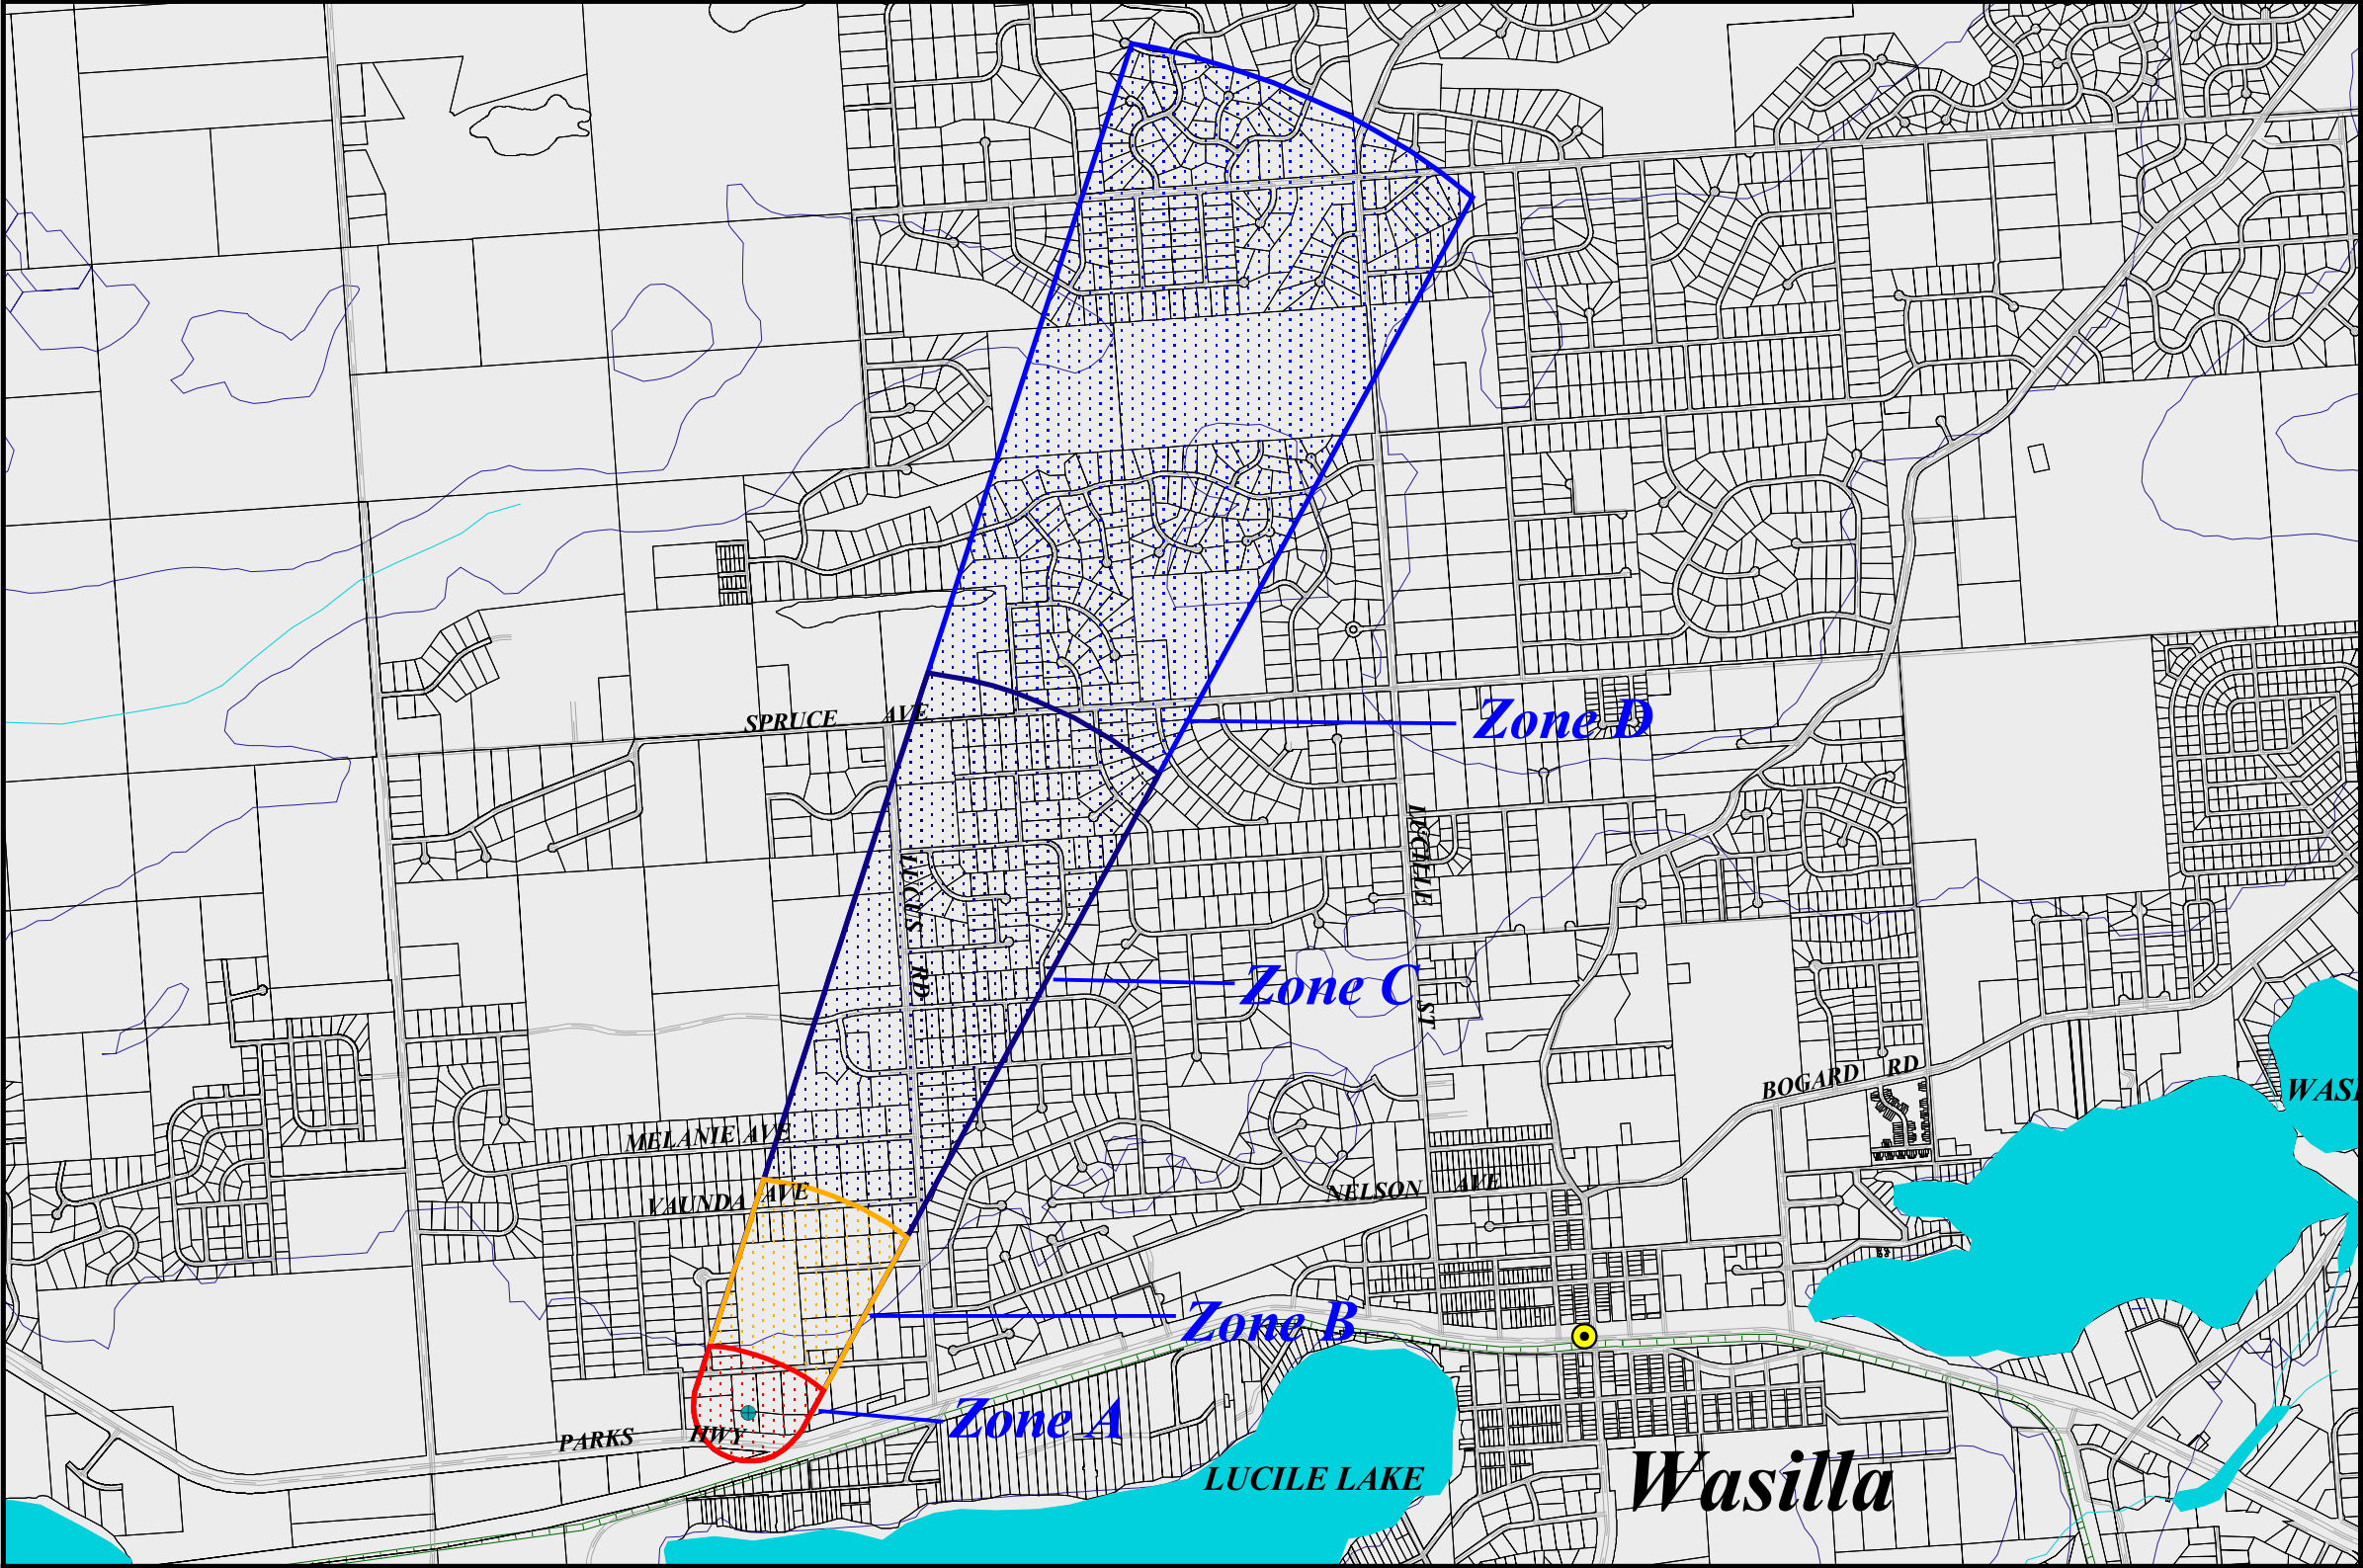 SPRUCE AVE
Zone D
LUCUS RD
LUCILLE ST
Zone C
BOGARD RD
MELANIE AVE
VAUNDA AVE
NELSON AVE
Zone B
Zone A
PARKS HWY
LUCILE LAKE
Wasilla